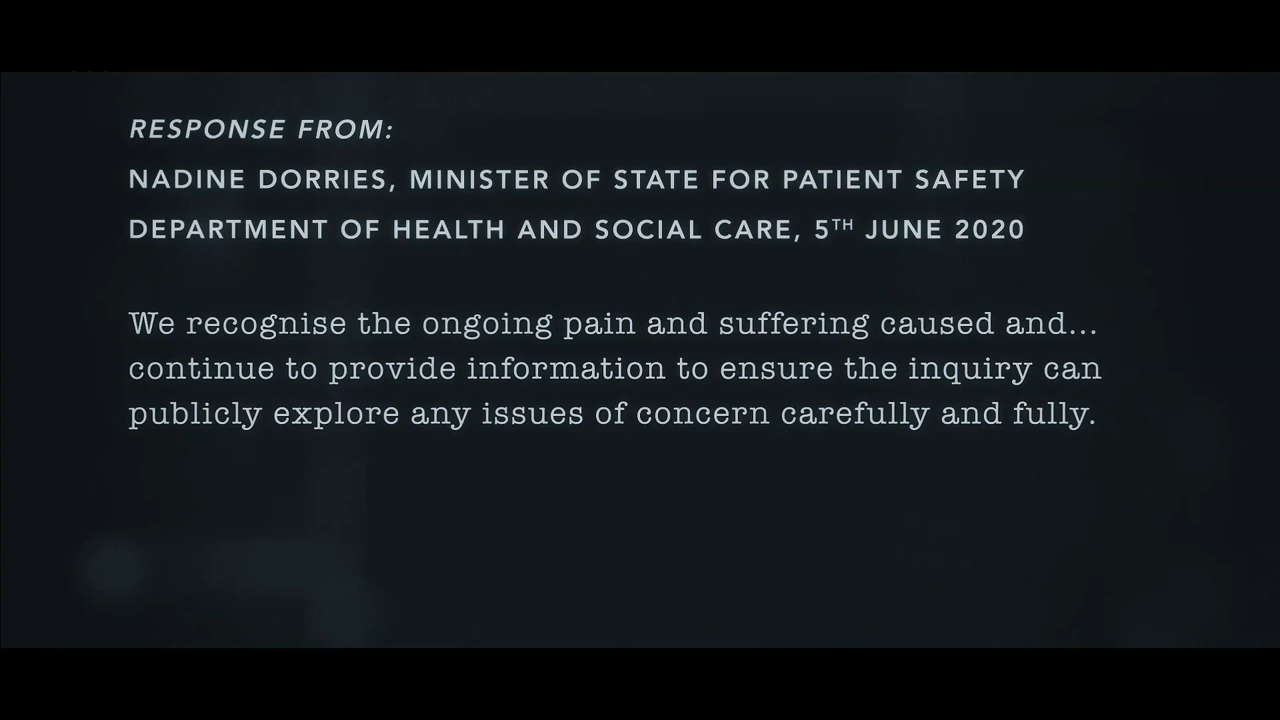 RESPONSE FROM:
NADINE DORRIES, MINISTER OF STATE FOR PATIENT SAFETY
DEPARTMENT OF HEALTH AND SOCIAL CARE, 5TH JUNE 2020
We recognise the ongoing pain and suffering caused and...
continue to provide information to ensure the inquiry can
publicly explore any issues of concern carefully and fully.